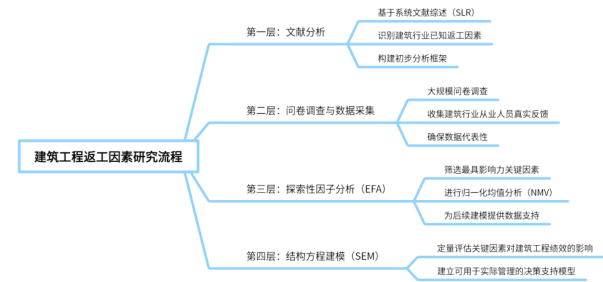 建筑工程返工因素研究流程
第一层：文献分析
基于系统文献综述（SLR）
识别建筑行业已知返工因素
构建初步分析框架
第二层：问卷调查与数据采集
大规模问卷调查
收集建筑行业从业人员真实反馈
确保数据代表性
第三层：探索性因子分析（EFA）
筛选最具影响力关键因素
进行归一化均值分析（NMV）
为后续建模提供数据支持
第四层：结构方程建模（SEM）
定量评估关键因素对建筑工程绩效的影响
建立可用于实际管理的决策支持模型